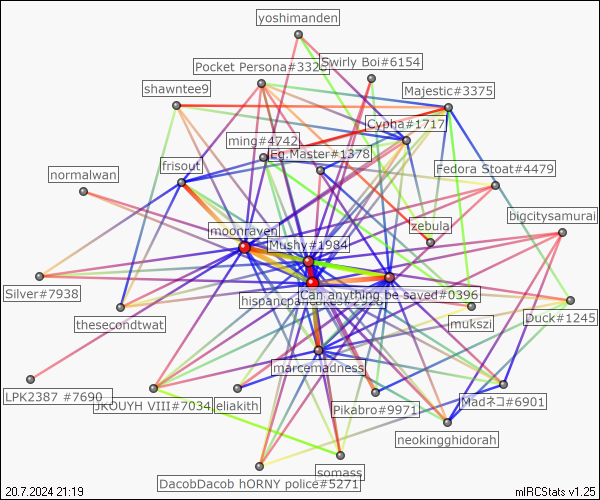 yoshimanden
Swirly Boi#6154
Pocket Persona#332
shawntee9
Majestic#3375
Cypha#1717
ming#4742
Eg.Master#1378
frisout
Fedora Stoat#4479
normalwan
bigcitysamurai
moonraven
zebula
Mushy#1984
Silver#7938
hispancpancakes#2928
Can anything be saved#0396
Duck#1245
thesecondtwat
mukszi
marcemadness
LPK2387 #7690
JKOUYH VIII#7034
eliakith
Pikabro#9971
Madネコ#6901
neokingghidorah
somass
DacobDacob hORNY police#5271
20.7.2024 21:19
mIRCStats v1.25